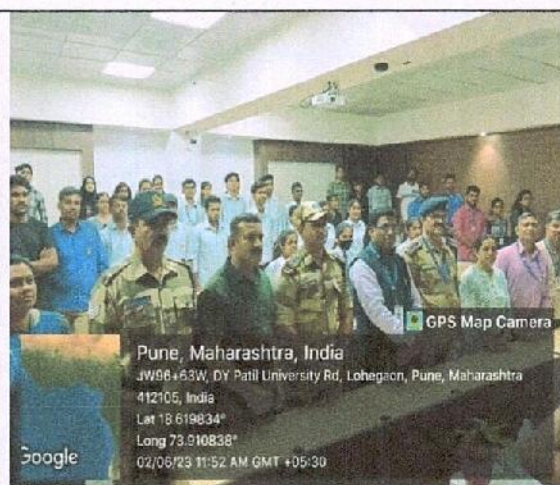 GPS Map Camera
Pune, Maharashtra, India
JW96+63W, DY Patil University Rd, Lohegaon, Pune, Maharashtra
412105, India
Lat 18.619834°
Long 73.910838°
02/06/23 11:52 AM GMT +05:30
Google